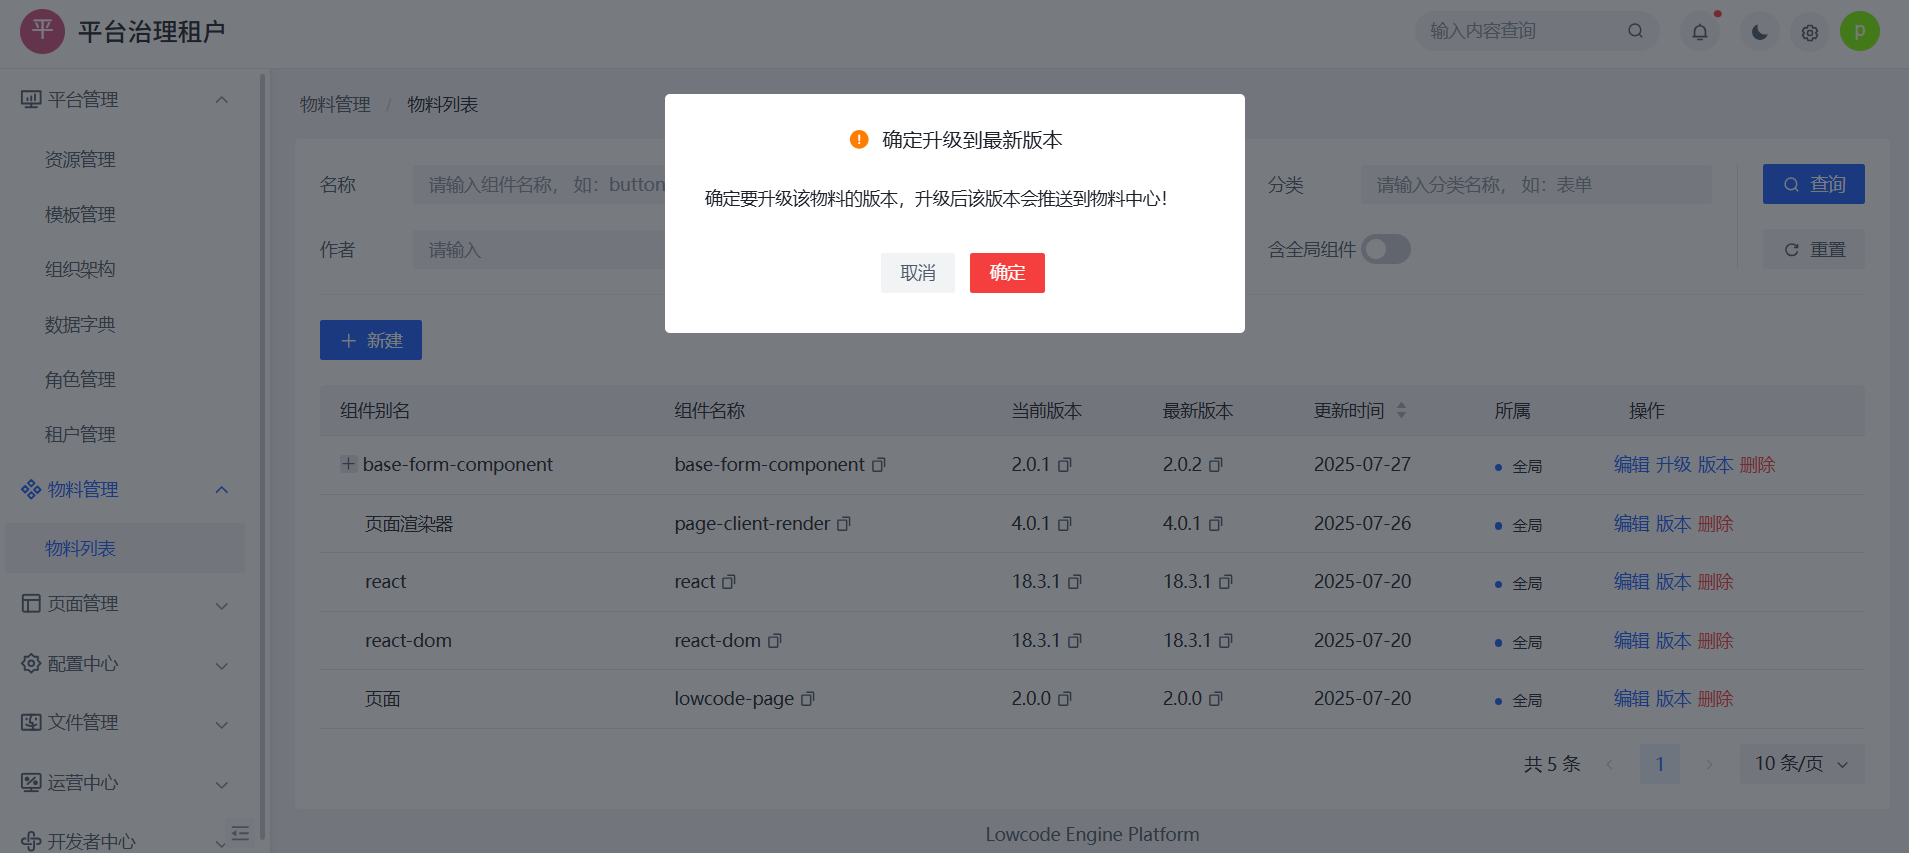 平 平台治理租户
输入内容查询
p
平台管理
资源管理
模板管理
组织架构
数据字典
角色管理
租户管理
物料管理
物料列表
页面管理
配置中心
文件管理
运营中心
开发者中心
物料管理 / 物料列表
确定升级到最新版本
确定要升级该物料的版本，升级后该版本会推送到物料中心！
取消 确定
名称 请输入组件名称， 如：button
分类 请输入分类名称， 如：表单
查询
作者 请输入
含全局组件
重置
新建
组件别名 组件名称 当前版本 最新版本 更新时间 所属 操作
base-form-component base-form-component 2.0.1 2.0.2 2025-07-27 全局 编辑 升级 版本 删除
页面渲染器 page-client-render 4.0.1 4.0.1 2025-07-26 全局 编辑 版本 删除
react react 18.3.1 18.3.1 2025-07-20 全局 编辑 版本 删除
react-dom react-dom 18.3.1 18.3.1 2025-07-20 全局 编辑 版本 删除
页面 lowcode-page 2.0.0 2.0.0 2025-07-20 全局 编辑 版本 删除
共 5 条 1 10 条/页
Lowcode Engine Platform